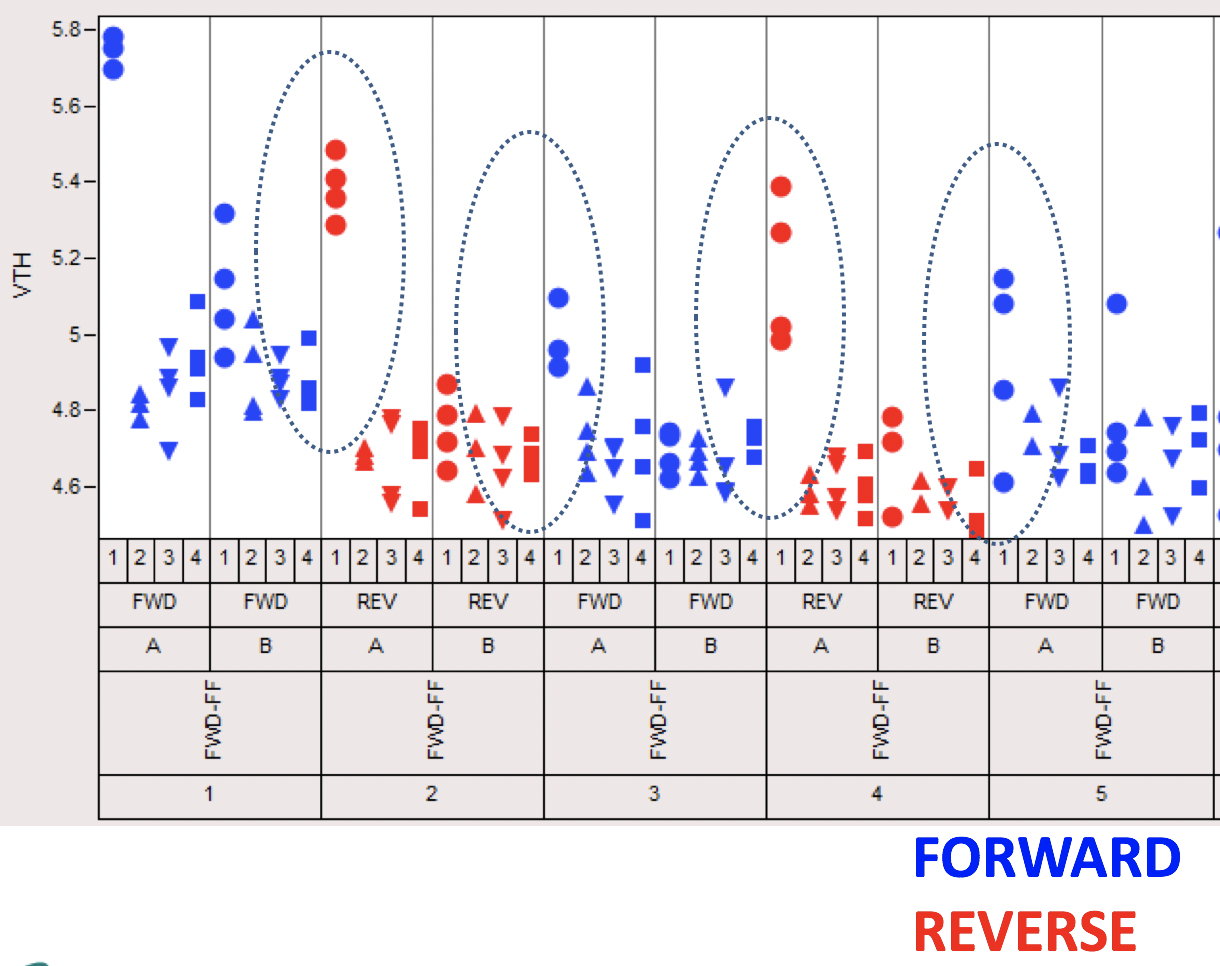 5.8
5.6
5.4
5.2
5
4.8
4.6
VTH
1 2 3 4 1 2 3 4 1 2 3 4 1 2 3 4 1 2 3 4 1 2 3 4 1 2 3 4 1 2 3 4 1 2 3 4 1 2 3 4
FWD FWD REV REV FWD FWD REV REV FWD FWD
A B A B A B A B A B
FWD-FF FWD-FF FWD-FF FWD-FF FWD-FF
1 2 3 4 5
FORWARD
REVERSE